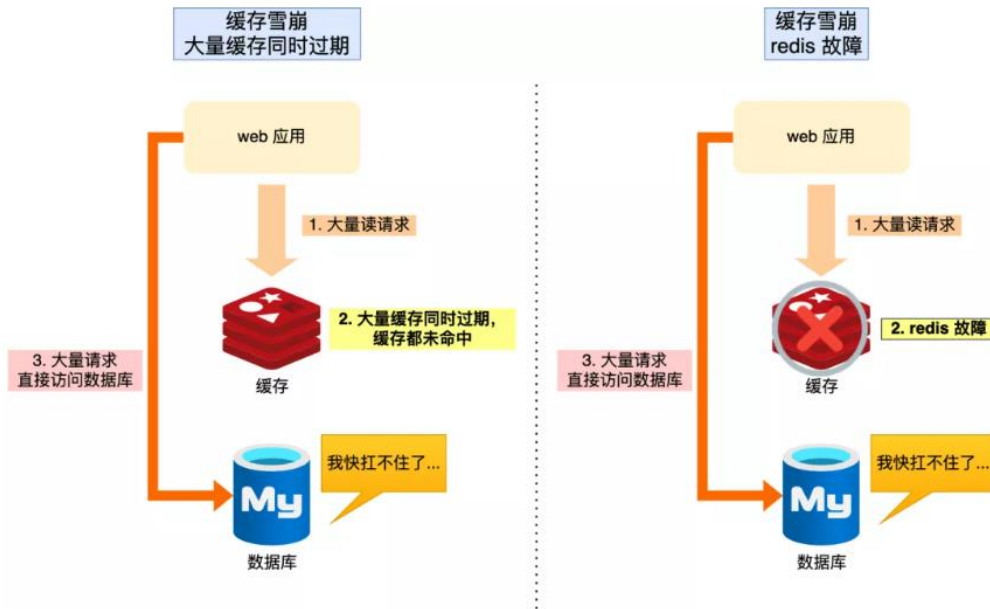 缓存雪崩
大量缓存同时过期
web 应用
1. 大量读请求
2. 大量缓存同时过期，
缓存都未命中
3. 大量请求
直接访问数据库
缓存
我快扛不住了...
My
数据库
缓存雪崩
redis 故障
web 应用
1. 大量读请求
2. redis 故障
3. 大量请求
直接访问数据库
缓存
我快扛不住了...
My
数据库